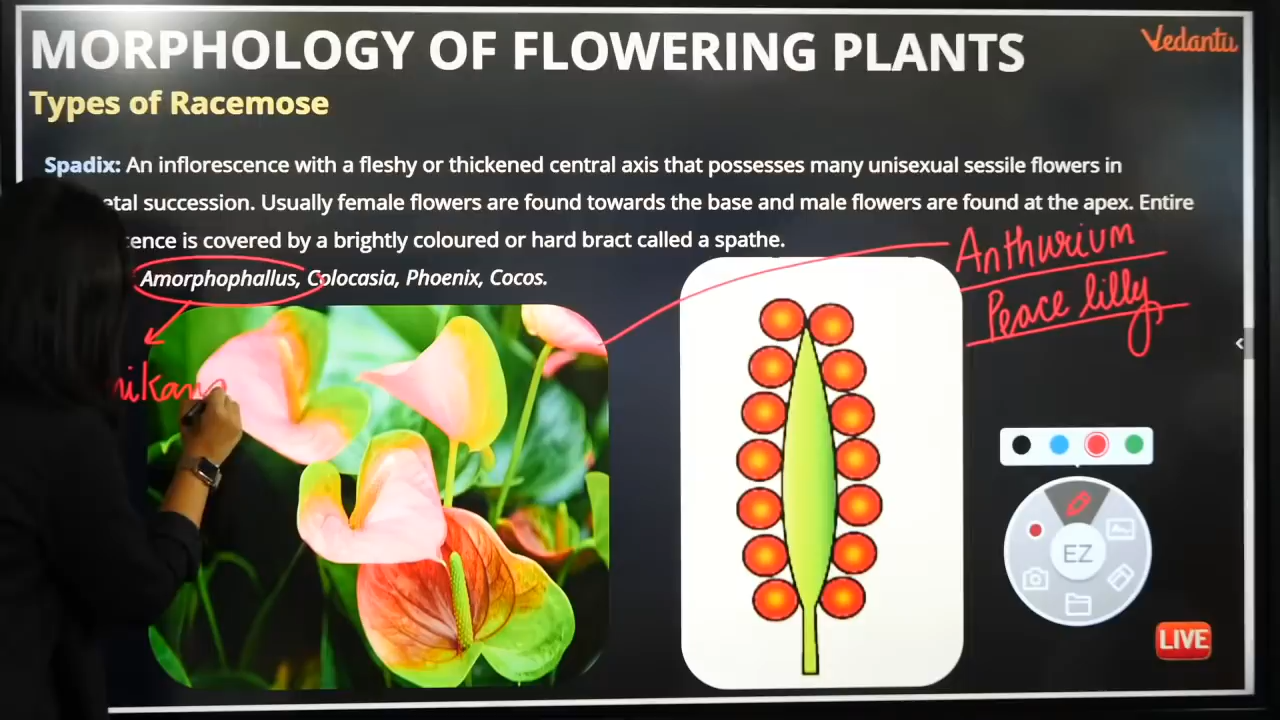 MORPHOLOGY OF FLOWERING PLANTS
Vedantu
Types of Racemose
Spadix: An inflorescence with a fleshy or thickened central axis that possesses many unisexual sessile flowers in
succession. Usually female flowers are found towards the base and male flowers are found at the apex. Entire
is covered by a brightly coloured or hard bract called a spathe.
Amorphophallus, Colocasia, Phoenix, Cocos.
Anthurium
Peace lilly
EZ
LIVE